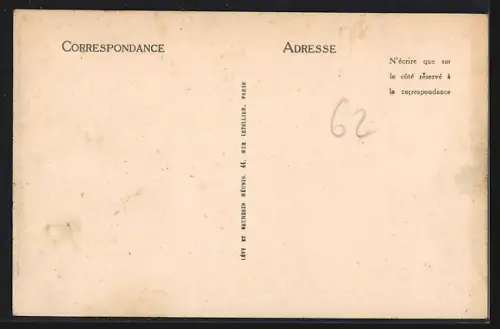 CORRESPONDANCE
ADRESSE
N'écrire que sur
le côté réservé à
la correspondance
62
LÉVY ET NEURDEIN RÉUNIS, 44, RUE LETELLIER, PARIS